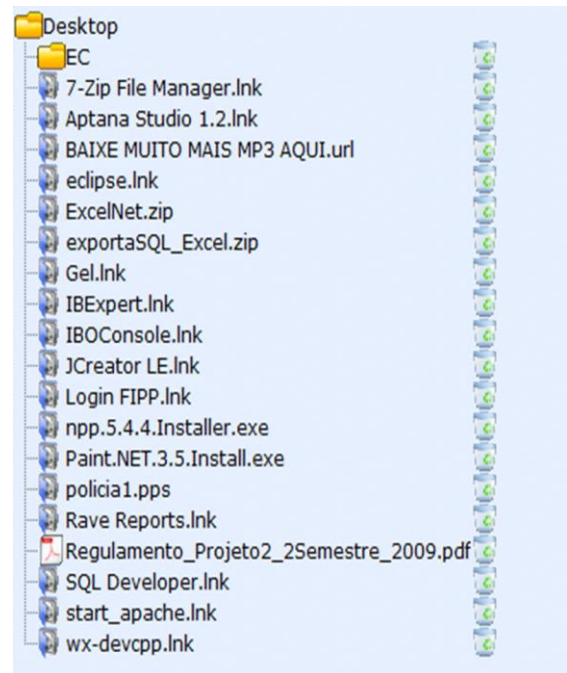 Desktop
EC
7-Zip File Manager.lnk
Aptana Studio 1.2.lnk
BAIXE MUITO MAIS MP3 AQUI.url
eclipse.lnk
ExcelNet.zip
exportaSQL_Excel.zip
Gel.lnk
IBExpert.lnk
IBOConsole.lnk
JCreator LE.lnk
Login FIPP.lnk
npp.5.4.4.Installer.exe
Paint.NET.3.5.Install.exe
policia1.pps
Rave Reports.lnk
Regulamento_Projeto2_2Semestre_2009.pdf
SQL Developer.lnk
start_apache.lnk
wx-devcpp.lnk